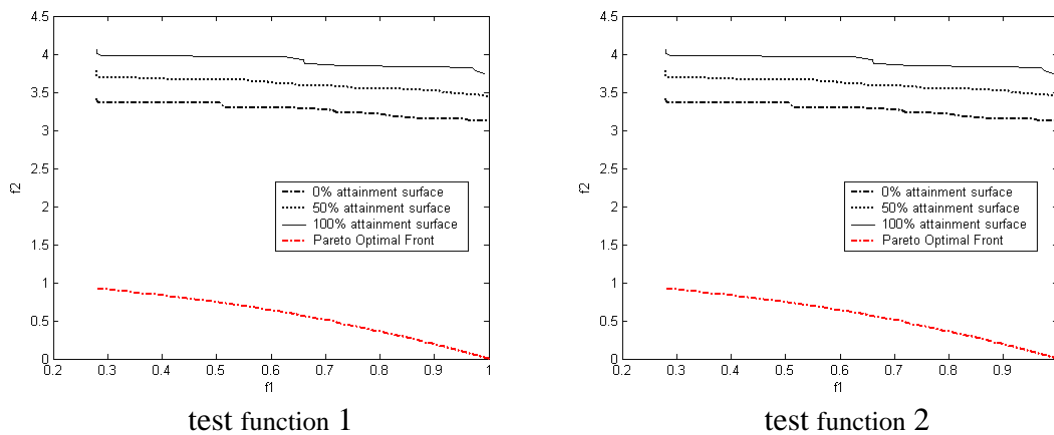 4.5
4
3.5
3
2.5
2
1.5
1
0.5
0
f2
0% attainment surface
50% attainment surface
100% attainment surface
Pareto Optimal Front
0.2 0.3 0.4 0.5 0.6 0.7 0.8 0.9 1
f1
test function 1
4.5
4
3.5
3
2.5
2
1.5
1
0.5
0
f2
0% attainment surface
50% attainment surface
100% attainment surface
Pareto Optimal Front
0.2 0.3 0.4 0.5 0.6 0.7 0.8 0.9
f1
test function 2